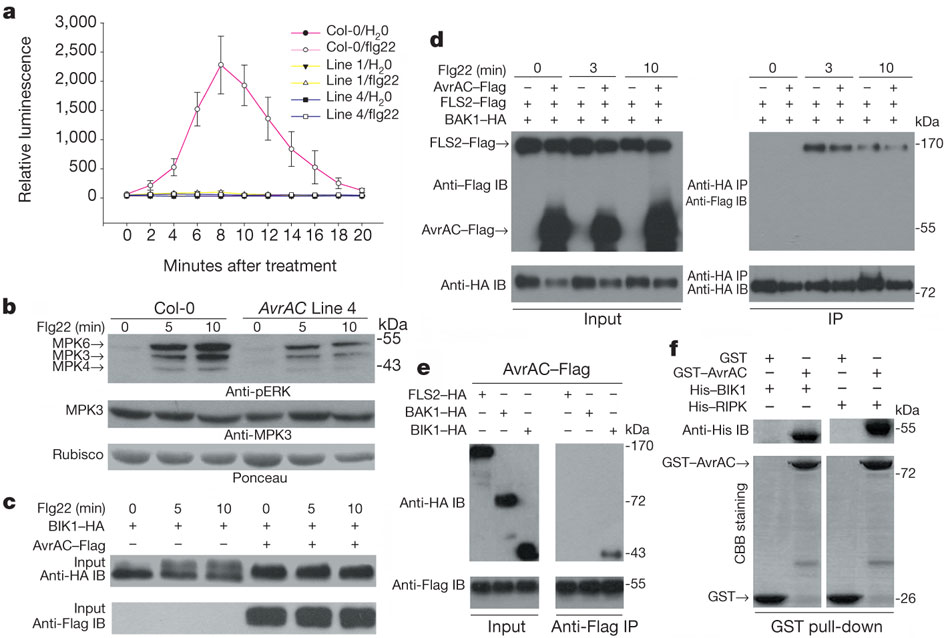 a
3,000
2,500
2,000
1,500
1,000
500
0
Relative luminescence
0 2 4 6 8 10 12 14 16 18 20
Minutes after treatment
Col-0/H20
Col-0/flg22
Line 1/H20
Line 1/flg22
Line 4/H20
Line 4/flg22
b
Col-0 AvrAC Line 4
Flg22 (min) 0 5 10 0 5 10 kDa
MPK6→ -55
MPK3→
MPK4→ -43
Anti-pERK
MPK3
Anti-MPK3
Rubisco
Ponceau
c
Flg22 (min) 0 5 10 0 5 10
BIK1–HA + + + + + +
AvrAC–Flag – – – + + +
Input
Anti-HA IB
Input
Anti-Flag IB
d
Flg22 (min) 0 3 10 0 3 10
AvrAC–Flag – + – + – + – + – + – +
FLS2–Flag + + + + + + + + + + + +
BAK1–HA + + + + + + + + + + + + kDa
FLS2–Flag→ -170
Anti–Flag IB Anti-HA IP
Anti-Flag IB
AvrAC–Flag→ -55
Anti-HA IB Anti-HA IP
Anti-HA IB -72
Input IP
e
AvrAC–Flag
FLS2–HA + +
BAK1–HA + +
BIK1–HA + + kDa
-170
Anti-HA IB -72
-43
Anti-Flag IB -55
Input Anti-Flag IP
f
GST + – + –
GST–AvrAC – + – +
His–BIK1 + + – –
His–RIPK – – + + kDa
Anti-His IB -55
GST–AvrAC→ -72
CBB staining
GST→ -26
GST pull-down